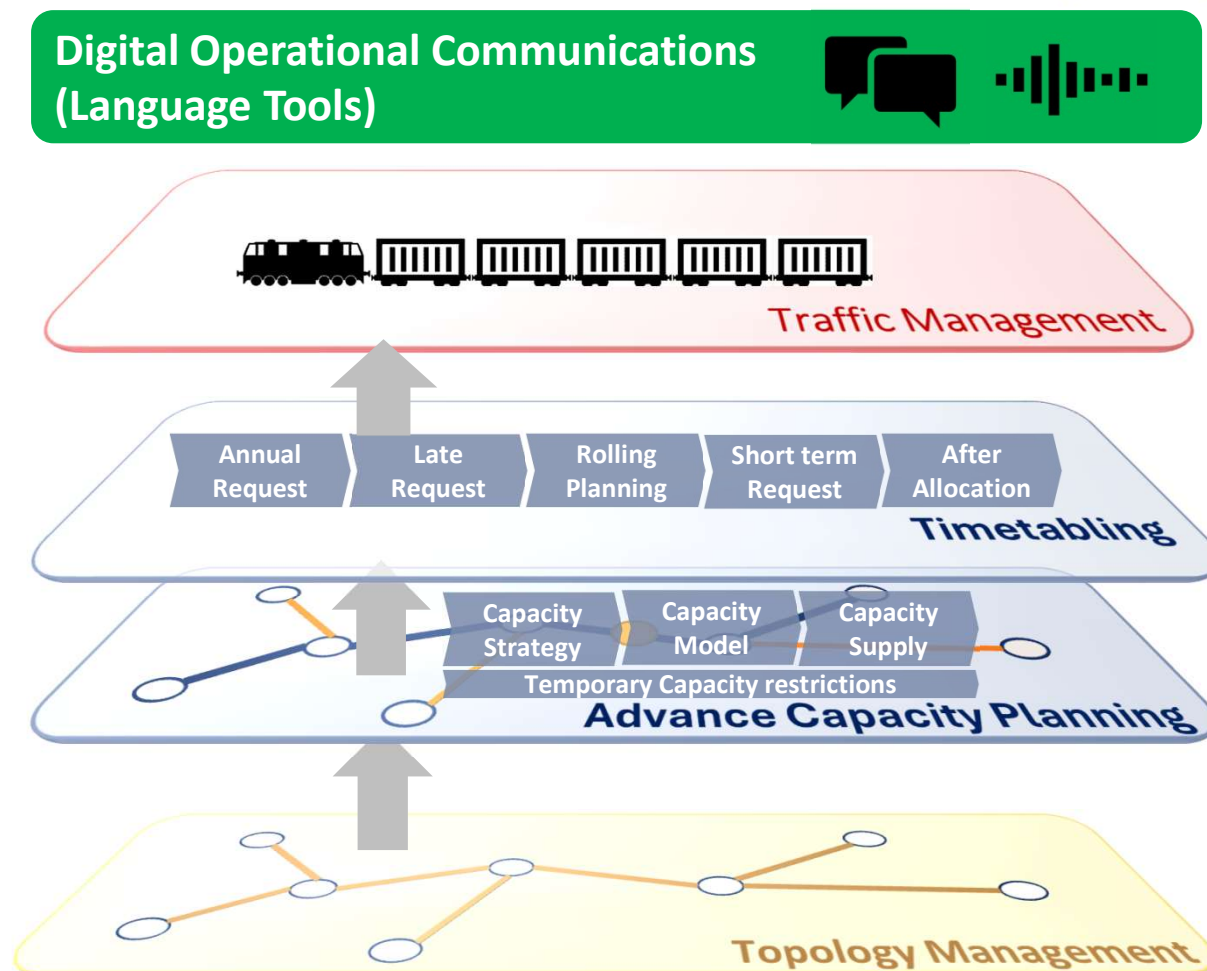 Digital Operational Communications
(Language Tools)
Traffic Management
Annual
Request
Late
Request
Rolling
Planning
Short term
Request
After
Allocation
Timetabling
Capacity
Strategy
Capacity
Model
Capacity
Supply
Temporary Capacity restrictions
Advance Capacity Planning
Topology Management